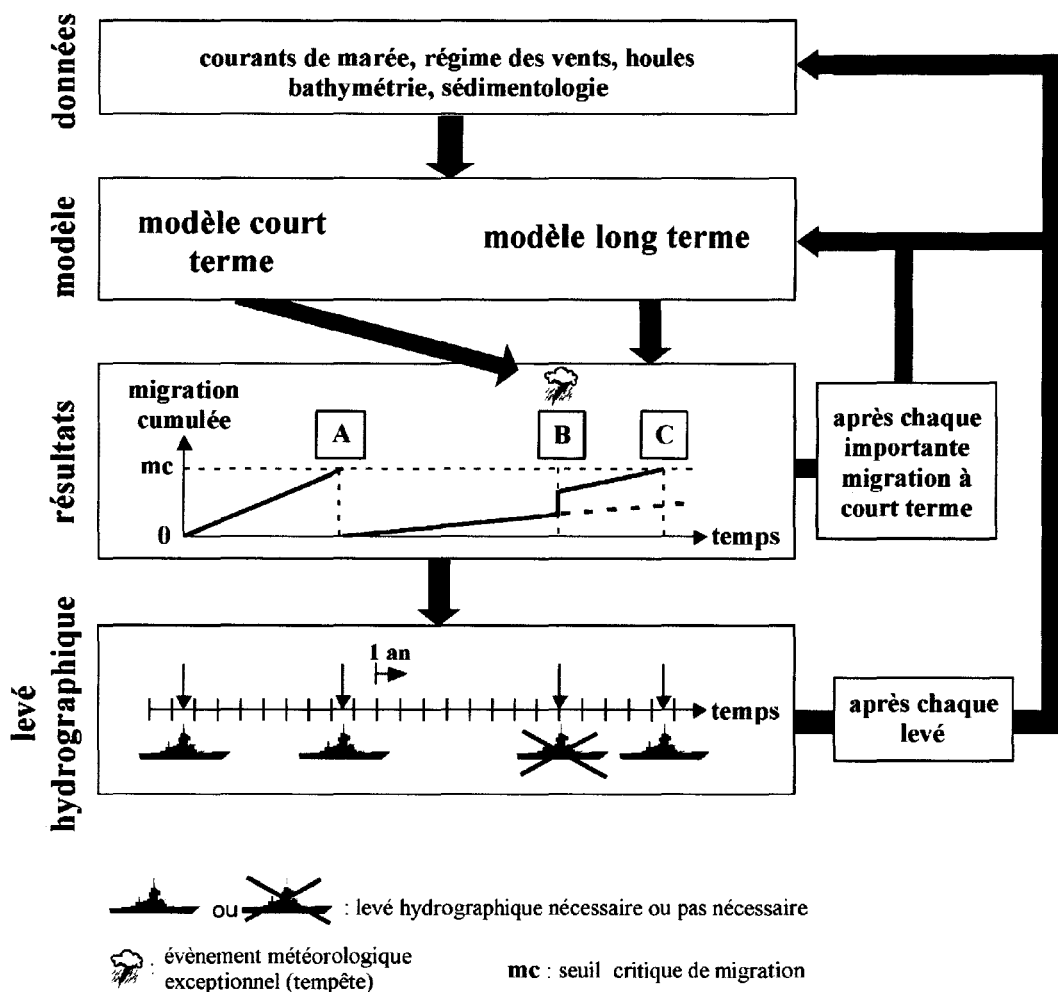 données
courants de marée, régime des vents, houles
bathymétrie, sédimentologie
modèle
modèle court
terme
modèle long terme
résultats
migration
cumulée
mc
0
A
B
C
temps
après chaque
importante
migration à
court terme
levé
hydrographique
1 an
temps
après chaque
levé
ou : levé hydrographique nécessaire ou pas nécessaire
: évènement météorologique
exceptionnel (tempête)
mc : seuil critique de migration